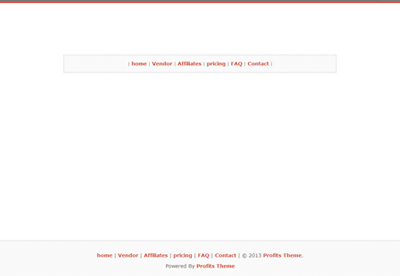 | home | Vendor | Affiliates | pricing | FAQ | Contact |
home | Vendor | Affiliates | pricing | FAQ | Contact | © 2013 Profits Theme.
Powered By Profits Theme